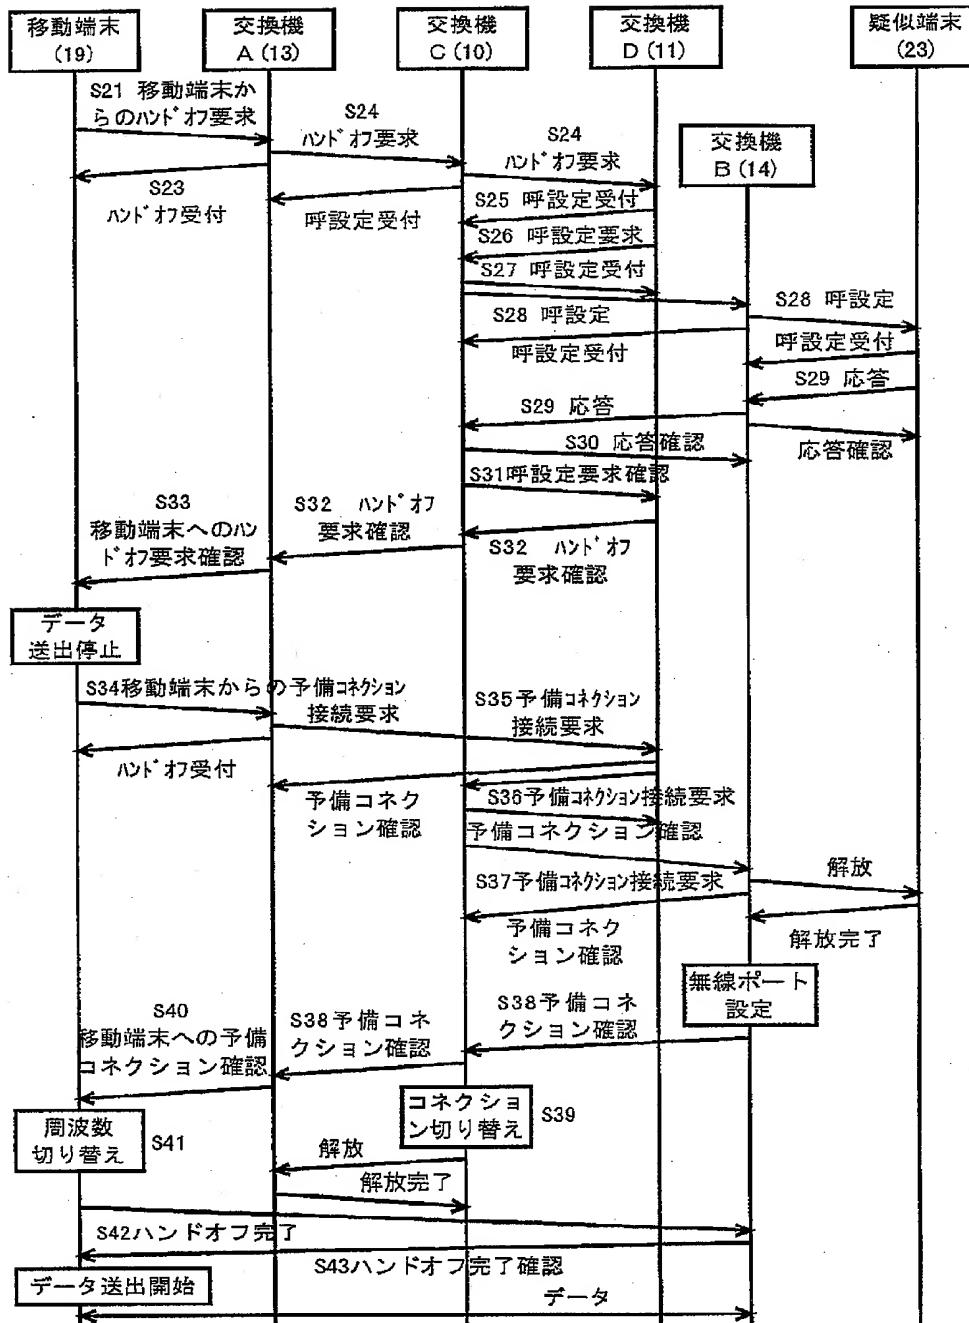 移動端末
(19)
交換機
A(13)
交換機
C(10)
交換機
D(11)
疑似端末
(23)
交換機
B(14)
S21 移動端末か
らのハンドオフ要求
S24
ハンドオフ要求
S24
ハンドオフ要求
S23
ハンドオフ受付
呼設定受付
S25 呼設定受付
S26 呼設定要求
S27 呼設定受付
S28 呼設定
S28 呼設定
呼設定受付
呼設定受付
S29 応答
S29 応答
S30 応答確認
応答確認
S31呼設定要求確認
S33
移動端末へのハン
ドオフ要求確認
S32 ハンドオフ
要求確認
S32 ハンドオフ
要求確認
データ
送出停止
S34移動端末からの予備コネクション
接続要求
S35予備コネクション
接続要求
ハンドオフ受付
予備コネク
ション確認
S36予備コネクション接続要求
予備コネクション確認
S37予備コネクション接続要求
解放
予備コネク
ション確認
解放完了
無線ポート
設定
S40
移動端末への予備
コネクション確認
S38予備コネ
クション確認
S38予備コネ
クション確認
コネクショ
ン切り替え
S39
周波数
切り替え
S41
解放
解放完了
S42ハンドオフ完了
S43ハンドオフ完了確認
データ送出開始
データ